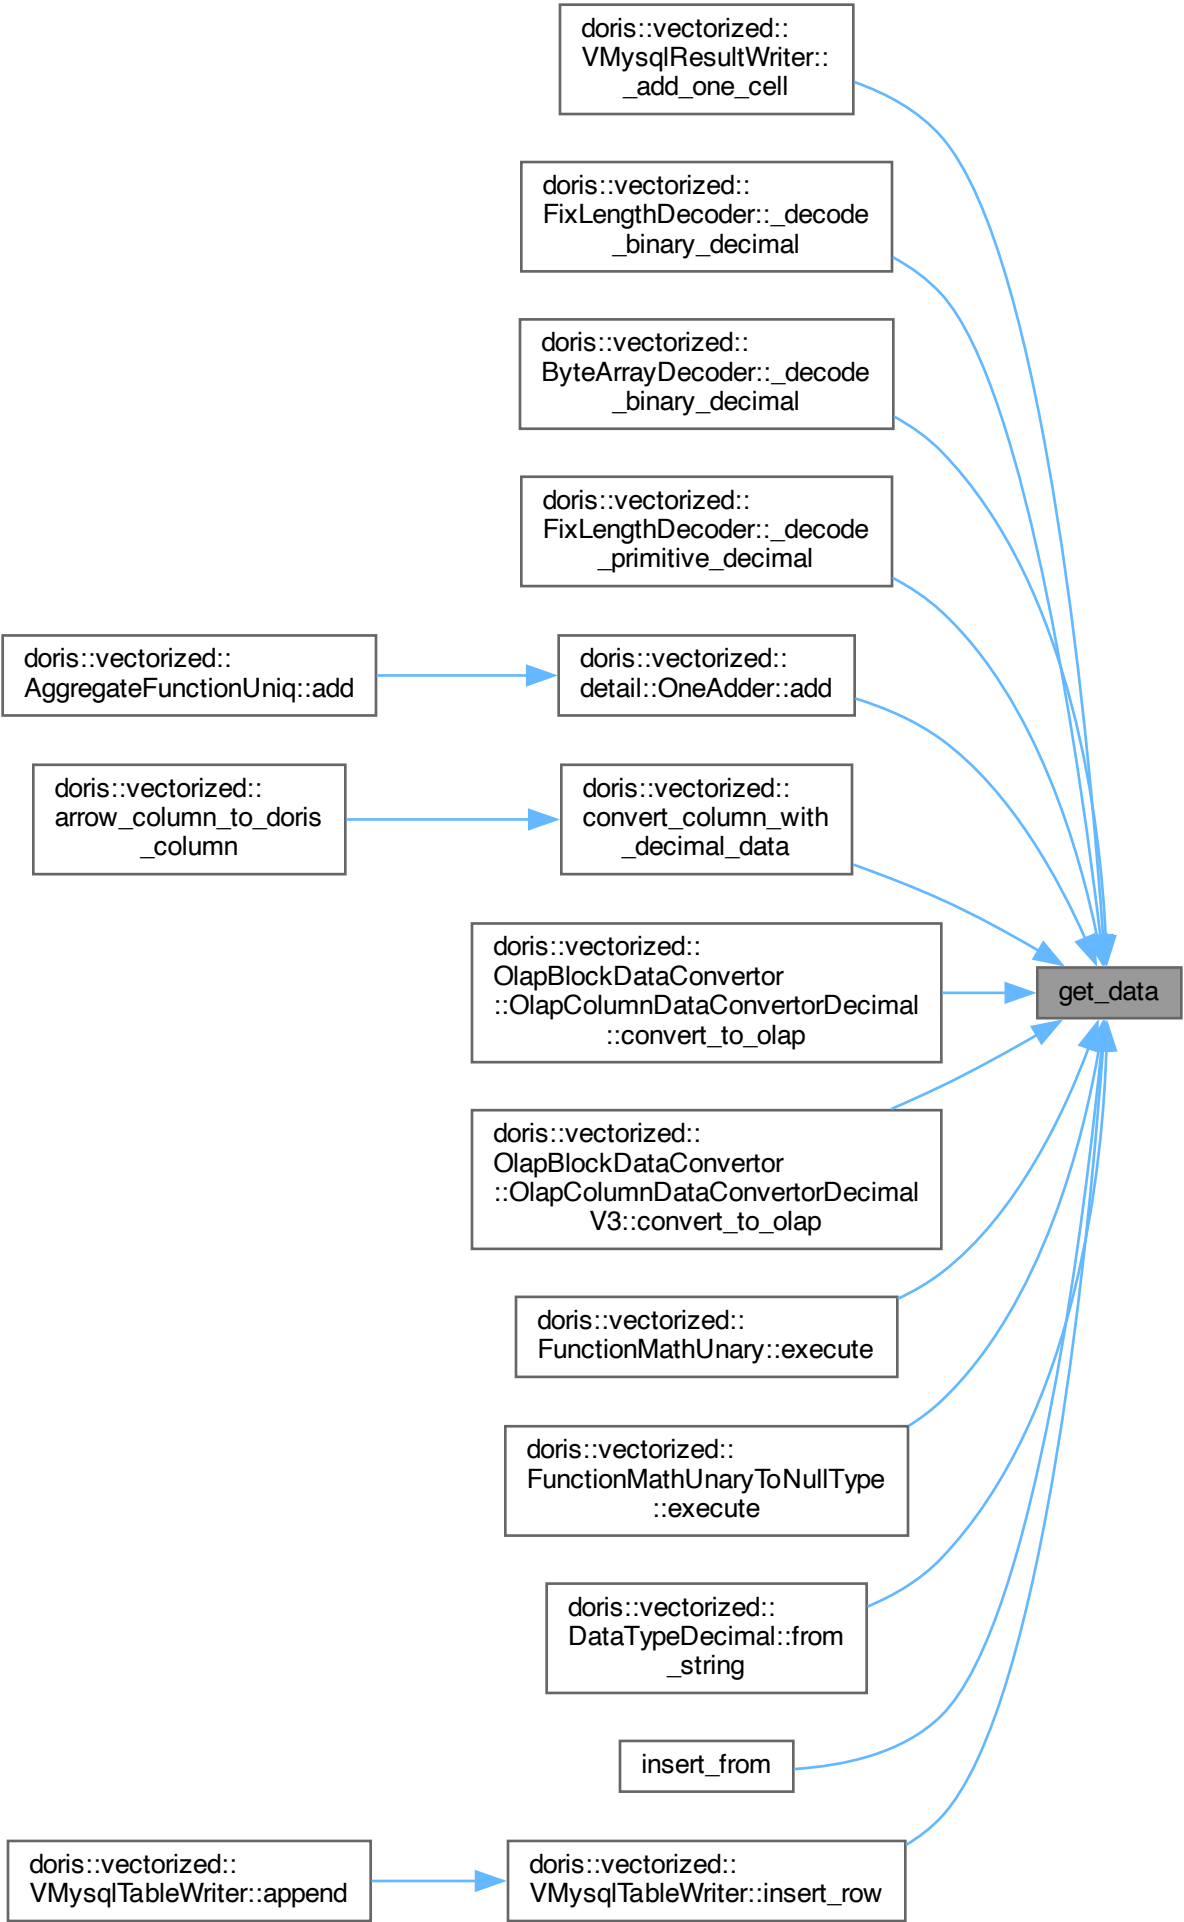 doris::vectorized::
VMysqlResultWriter::
_add_one_cell
doris::vectorized::
FixLengthDecoder::_decode
_binary_decimal
doris::vectorized::
ByteArrayDecoder::_decode
_binary_decimal
doris::vectorized::
FixLengthDecoder::_decode
_primitive_decimal
doris::vectorized::
AggregateFunctionUniq::add
doris::vectorized::
detail::OneAdder::add
doris::vectorized::
arrow_column_to_doris
_column
doris::vectorized::
convert_column_with
_decimal_data
doris::vectorized::
OlapBlockDataConvertor
::OlapColumnDataConvertorDecimal
::convert_to_olap
get_data
doris::vectorized::
OlapBlockDataConvertor
::OlapColumnDataConvertorDecimal
V3::convert_to_olap
doris::vectorized::
FunctionMathUnary::execute
doris::vectorized::
FunctionMathUnaryToNullType
::execute
doris::vectorized::
DataTypeDecimal::from
_string
insert_from
doris::vectorized::
VMysqlTableWriter::append
doris::vectorized::
VMysqlTableWriter::insert_row